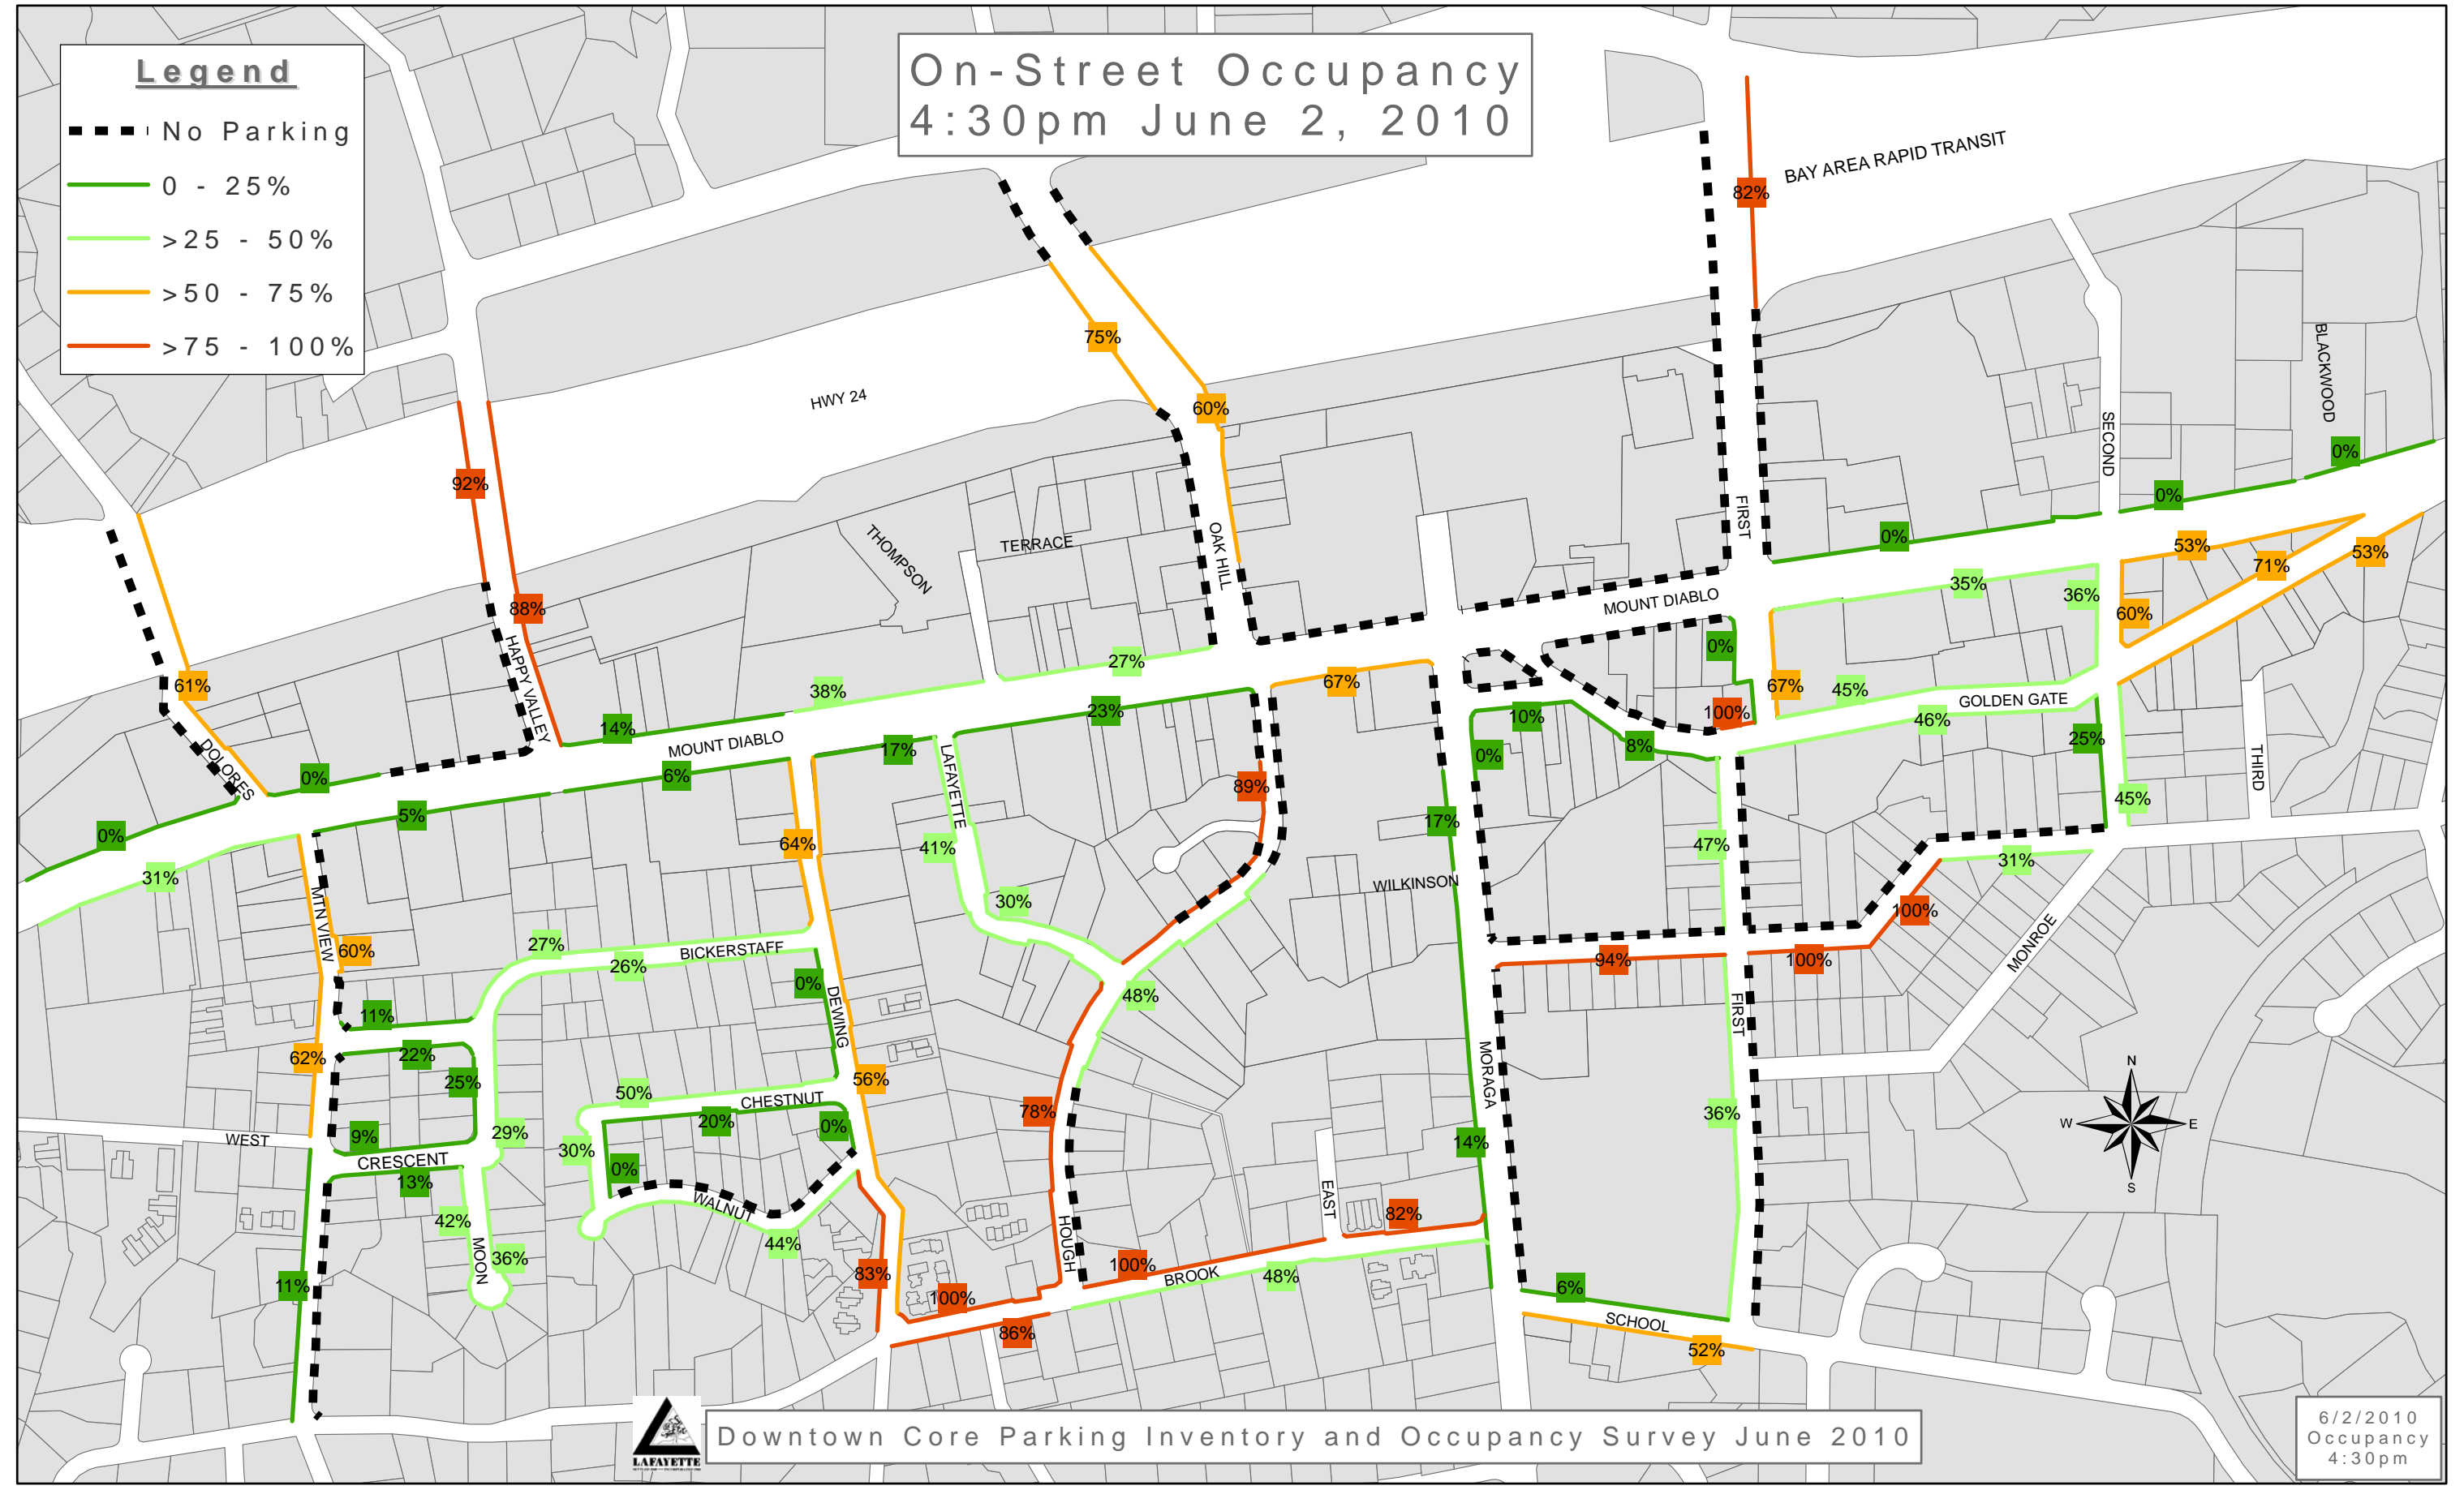 Legend
No Parking
0 - 25%
>25 - 50%
>50 - 75%
>75 - 100%
On-Street Occupancy
4:30pm June 2, 2010
BAY AREA RAPID TRANSIT
82%
75%
HWY 24
60%
BLACKWOOD
SECOND
0%
92%
0%
FIRST
0%
53%
53%
71%
THOMPSON
TERRACE
OAK HILL
35%
36%
60%
MOUNT DIABLO
88%
HAPPY VALLEY
0%
27%
67%
67%
61%
38%
45%
GOLDEN GATE
23%
10%
100%
46%
14%
MOUNT DIABLO
17%
8%
25%
DOLORES
0%
6%
LAFAYETTE
89%
0%
THIRD
45%
5%
17%
0%
64%
41%
47%
31%
31%
MTN VIEW
WILKINSON
30%
100%
60%
27%
26%
BICKERSTAFF
94%
100%
MONROE
0%
DEWING
48%
FIRST
11%
22%
62%
25%
56%
MORAGA
50%
CHESTNUT
78%
36%
20%
0%
N
W
E
S
29%
9%
WEST
CRESCENT
13%
30%
0%
14%
WALNUT
EAST
82%
42%
MOON
36%
44%
HOUGH
83%
100%
BROOK
48%
11%
100%
6%
86%
SCHOOL
52%
LAFAYETTE
Downtown Core Parking Inventory and Occupancy Survey June 2010
6/2/2010
Occupancy
4:30pm